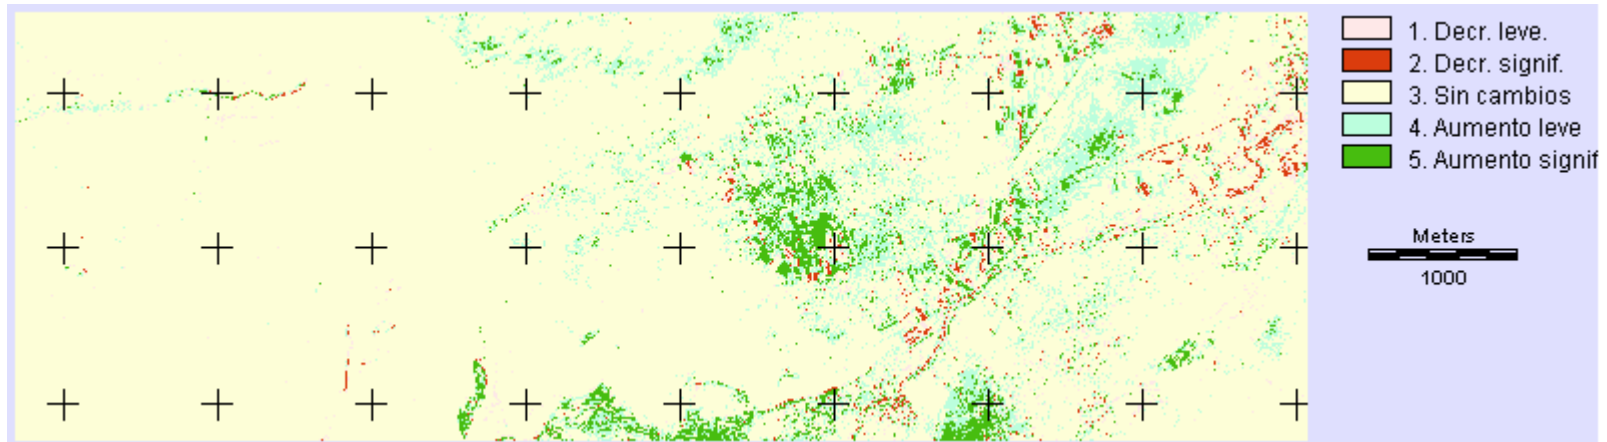 1. Decr. leve.
2. Decr. signif.
3. Sin cambios
4. Aumento leve
5. Aumento signif
Meters
1000